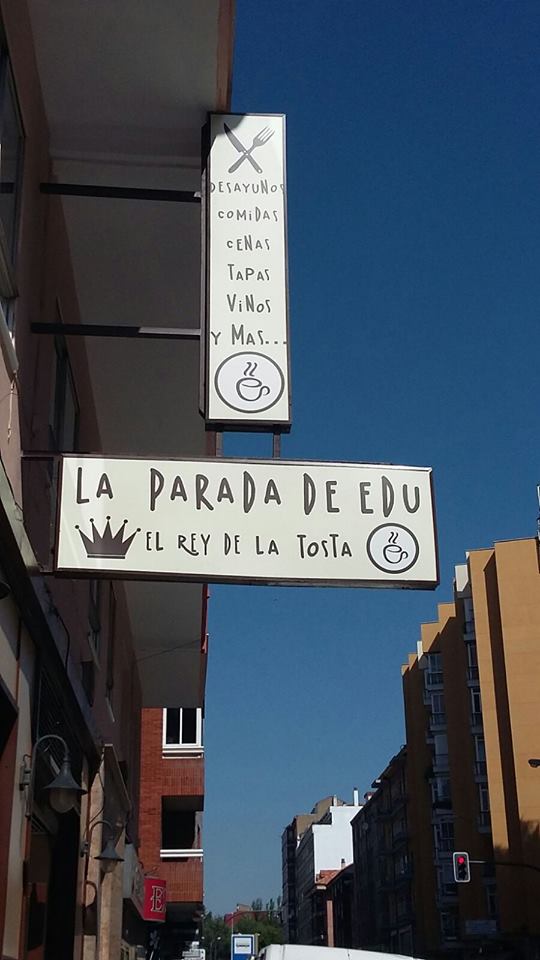 DESAYUNOS
COMIDAS
CENAS
TAPAS
VINOS
Y MAS...
LA PARADA DE EDU
EL REY DE LA TOSTA
E